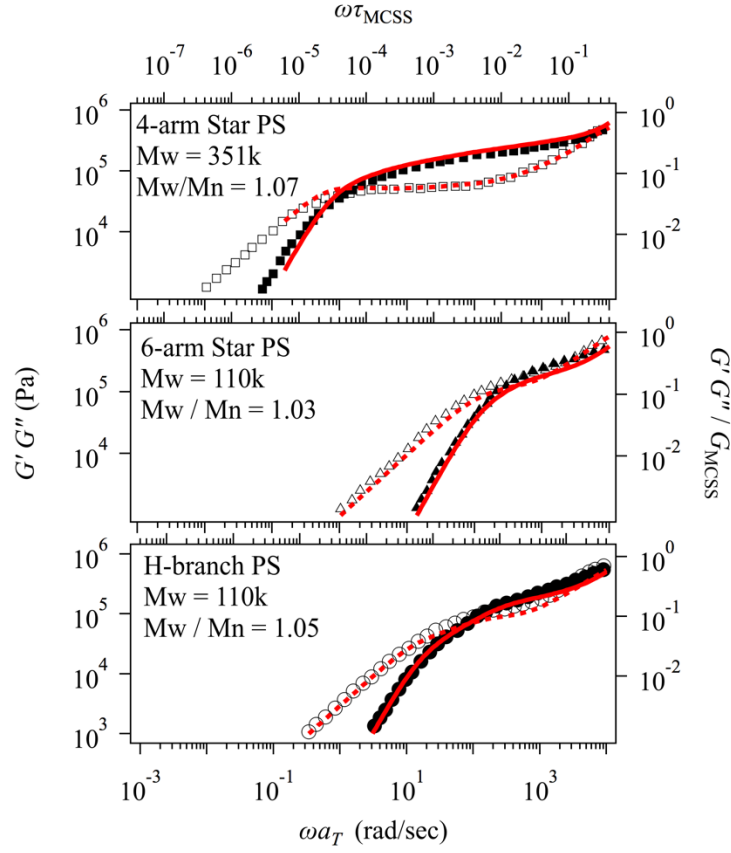 ωτMCSS
10⁻⁷ 10⁻⁶ 10⁻⁵ 10⁻⁴ 10⁻³ 10⁻² 10⁻¹
4-arm Star PS
Mw = 351k
Mw/Mn = 1.07
10⁶
10⁵
10⁴
10⁰
10⁻¹
10⁻²
6-arm Star PS
Mw = 110k
Mw / Mn = 1.03
10⁶
10⁵
10⁴
10⁰
10⁻¹
10⁻²
H-branch PS
Mw = 110k
Mw / Mn = 1.05
10⁶
10⁵
10⁴
10³
10⁰
10⁻¹
10⁻²
G' G" (Pa)
G' G" / GMCSS
10⁻³ 10⁻¹ 10¹ 10³
ωaT (rad/sec)